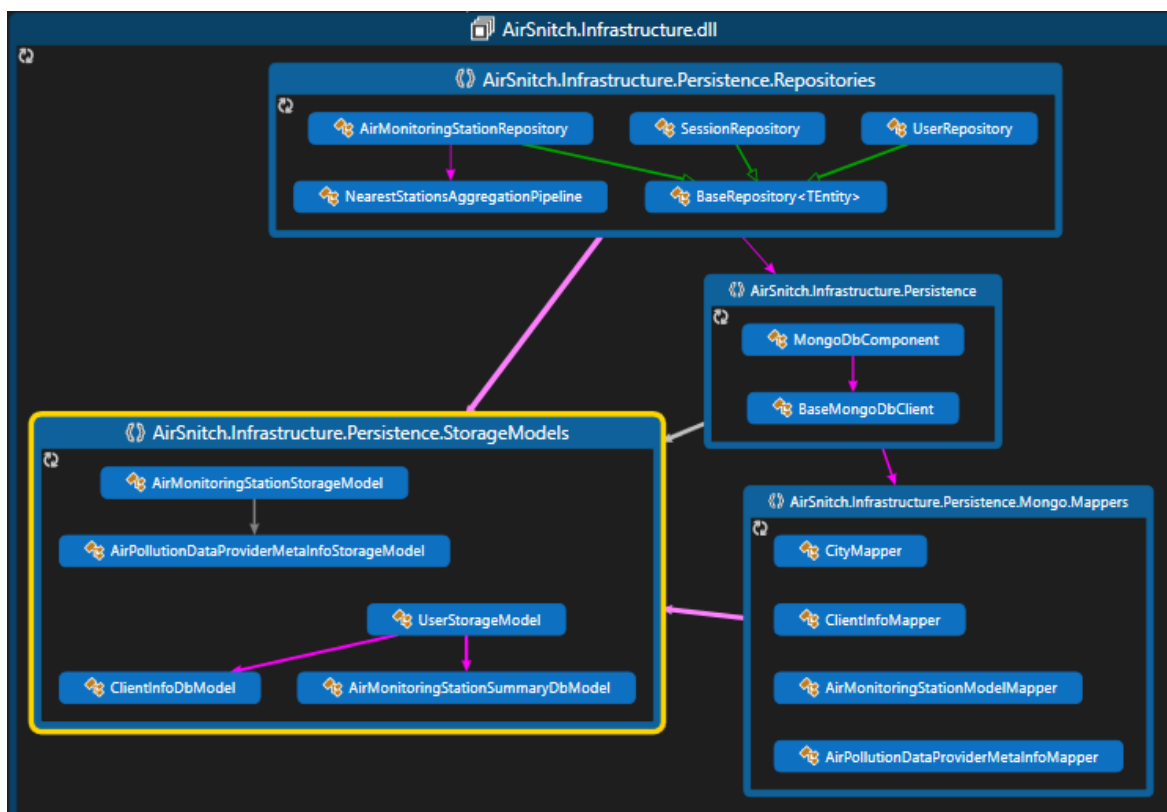 AirSnitch.Infrastructure.dll
AirSnitch.Infrastructure.Persistence.Repositories
AirMonitoringStationRepository
SessionRepository
UserRepository
NearestStationsAggregationPipeline
BaseRepository<TEntity>
AirSnitch.Infrastructure.Persistence
MongoDbComponent
BaseMongoDbClient
AirSnitch.Infrastructure.Persistence.StorageModels
AirMonitoringStationStorageModel
AirPollutionDataProviderMetaInfoStorageModel
UserStorageModel
ClientInfoDbModel
AirMonitoringStationSummaryDbModel
AirSnitch.Infrastructure.Persistence.Mongo.Mappers
CityMapper
ClientInfoMapper
AirMonitoringStationModelMapper
AirPollutionDataProviderMetaInfoMapper